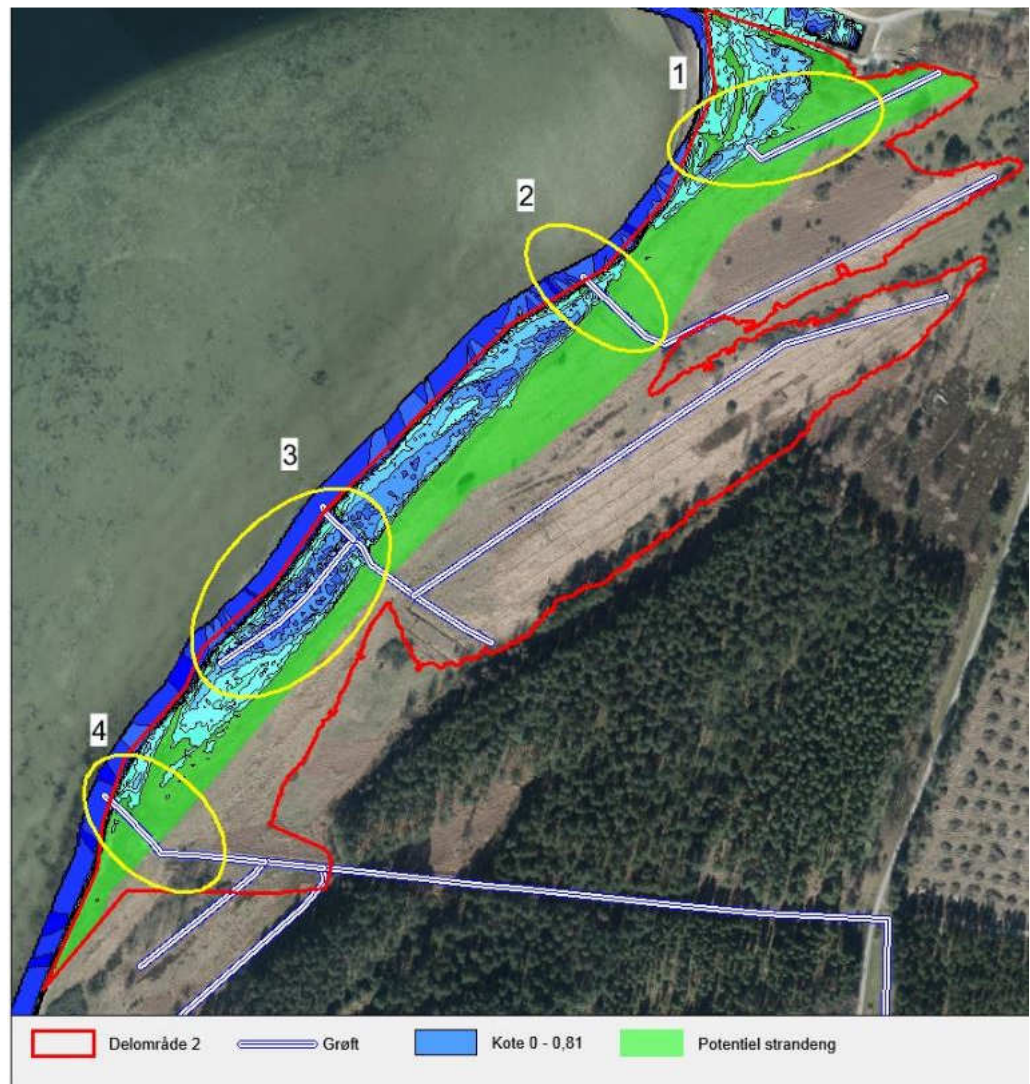 1
2
3
4
Delområde 2
Grøft
Kote 0 - 0,81
Potentiel strandeng